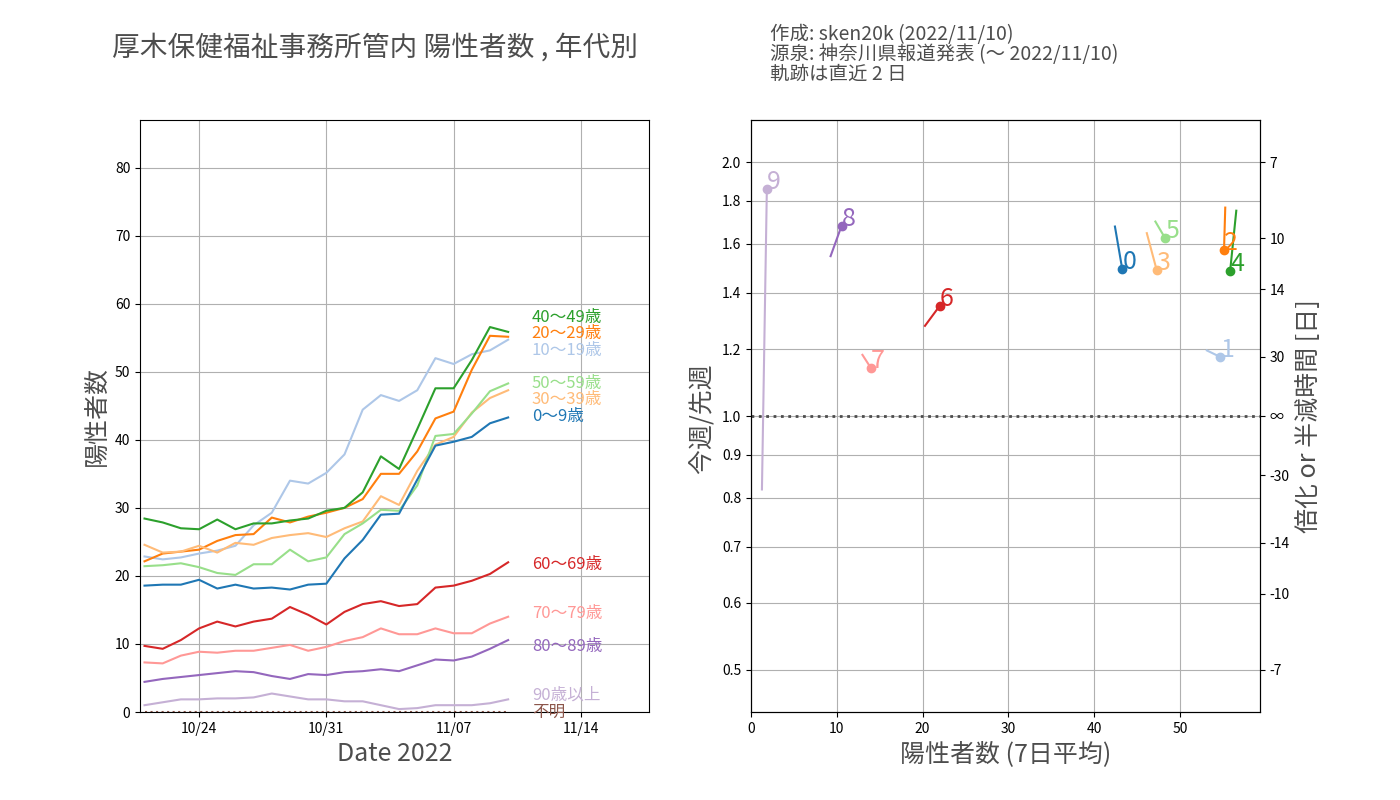 厚木保健福祉事務所管内 陽性者数 , 年代別
作成: sken20k (2022/11/10)
源泉: 神奈川県報道発表 (～ 2022/11/10)
軌跡は直近 2 日
陽性者数
80
70
60
50
40
30
20
10
0
40～49歳
20～29歳
10～19歳
50～59歳
30～39歳
0～9歳
60～69歳
70～79歳
80～89歳
90歳以上
不明
10/24
10/31
11/07
11/14
Date 2022
今週/先週
2.0
1.8
1.6
1.4
1.2
1.0
0.9
0.8
0.7
0.6
0.5
9
8
5
2
0
3
4
6
1
7
7
10
14
30
∞
-30
-14
-10
-7
倍化 or 半減時間 [日]
0
10
20
30
40
50
陽性者数 (7日平均)